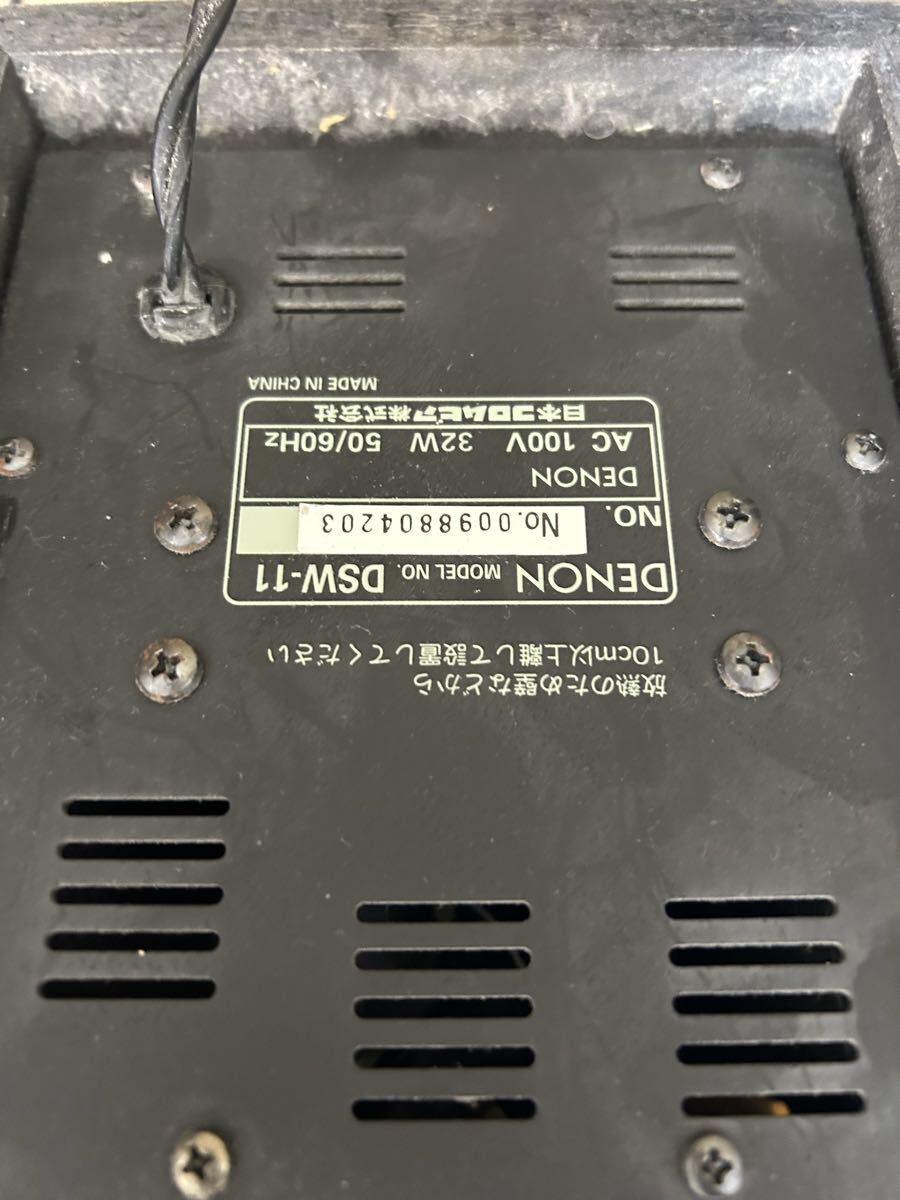 放熱のため壁などから
10cm以上離して設置してください
DENON MODEL NO. DSW-11
NO. No.0098804203
DENON
AC 100V 32W 50/60Hz
日本コロムビア株式会社
MADE IN CHINA